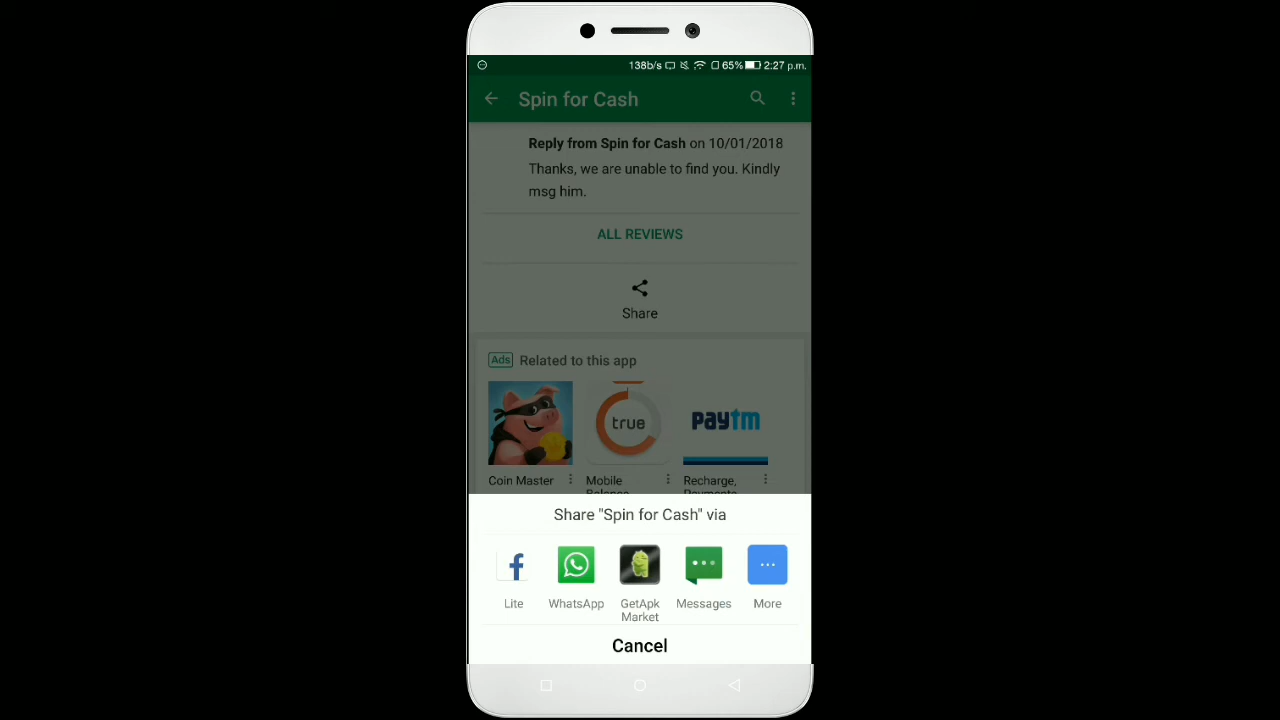 138b/s 65% 2:27 p.m.
Spin for Cash
Reply from Spin for Cash on 10/01/2018
Thanks, we are unable to find you. Kindly
msg him.
ALL REVIEWS
Share
Ads Related to this app
true
paytm
Coin Master Mobile Recharge,
Balance Payments
Share "Spin for Cash" via
Lite WhatsApp GetApk Messages More
Market
Cancel